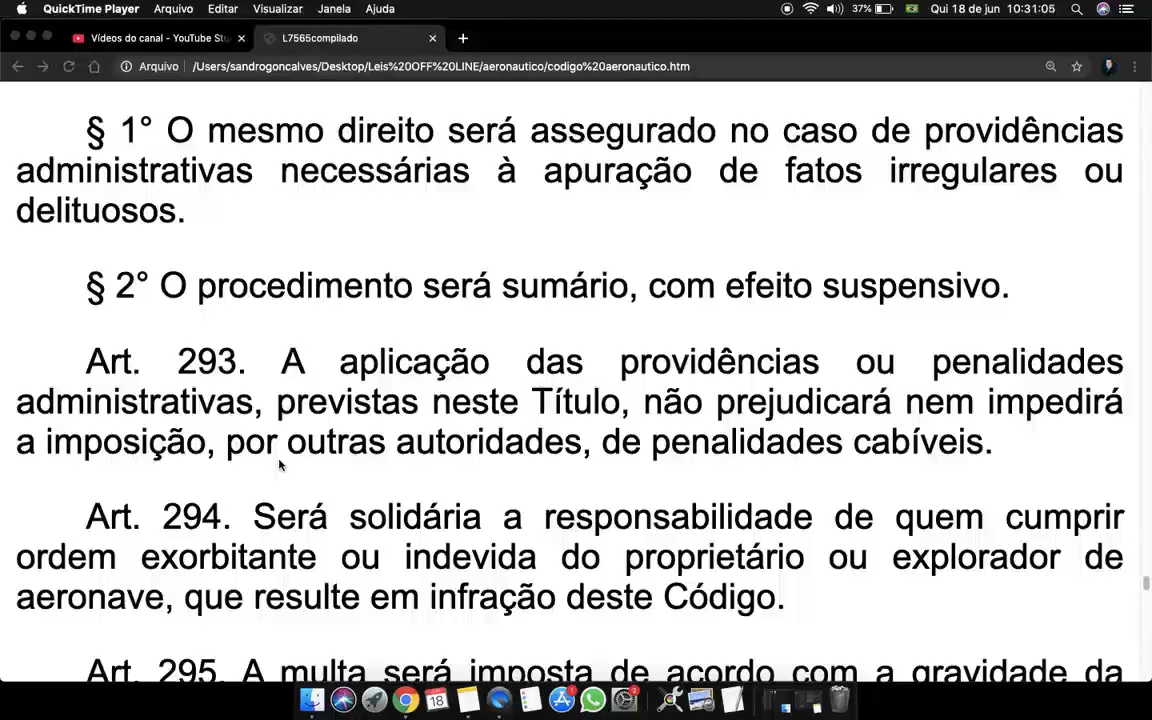 QuickTime Player Arquivo Editar Visualizar Janela Ajuda 37% Qui 18 de jun 10:31:05
Vídeos do canal - YouTube Stu L7565compilado
Arquivo /Users/sandrogoncalves/Desktop/Leis%20OFF%20LINE/aeronautico/codigo%20aeronautico.htm
§ 1° O mesmo direito será assegurado no caso de providências
administrativas necessárias à apuração de fatos irregulares ou
delituosos.
§ 2° O procedimento será sumário, com efeito suspensivo.
Art. 293. A aplicação das providências ou penalidades
administrativas, previstas neste Título, não prejudicará nem impedirá
a imposição, por outras autoridades, de penalidades cabíveis.
Art. 294. Será solidária a responsabilidade de quem cumprir
ordem exorbitante ou indevida do proprietário ou explorador de
aeronave, que resulte em infração deste Código.
Art. 295. A multa será imposta de acordo com a gravidade da
18